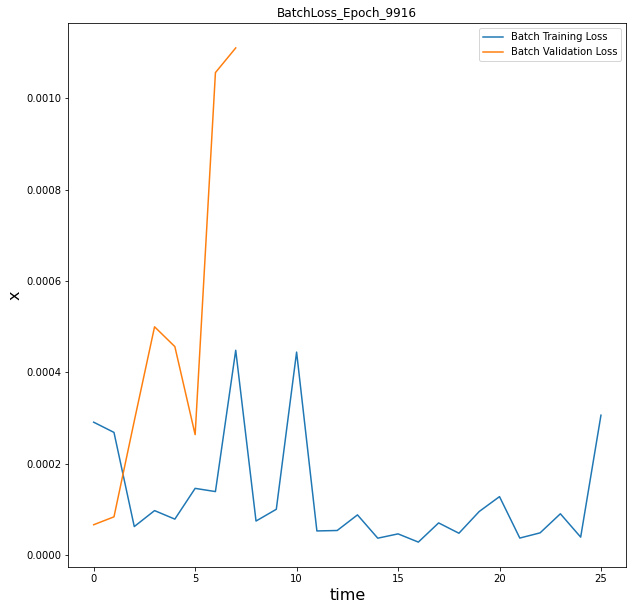 BatchLoss_Epoch_9916
Batch Training Loss
Batch Validation Loss
0.0010
0.0008
0.0006
0.0004
0.0002
0.0000
x
0 5 10 15 20 25
time